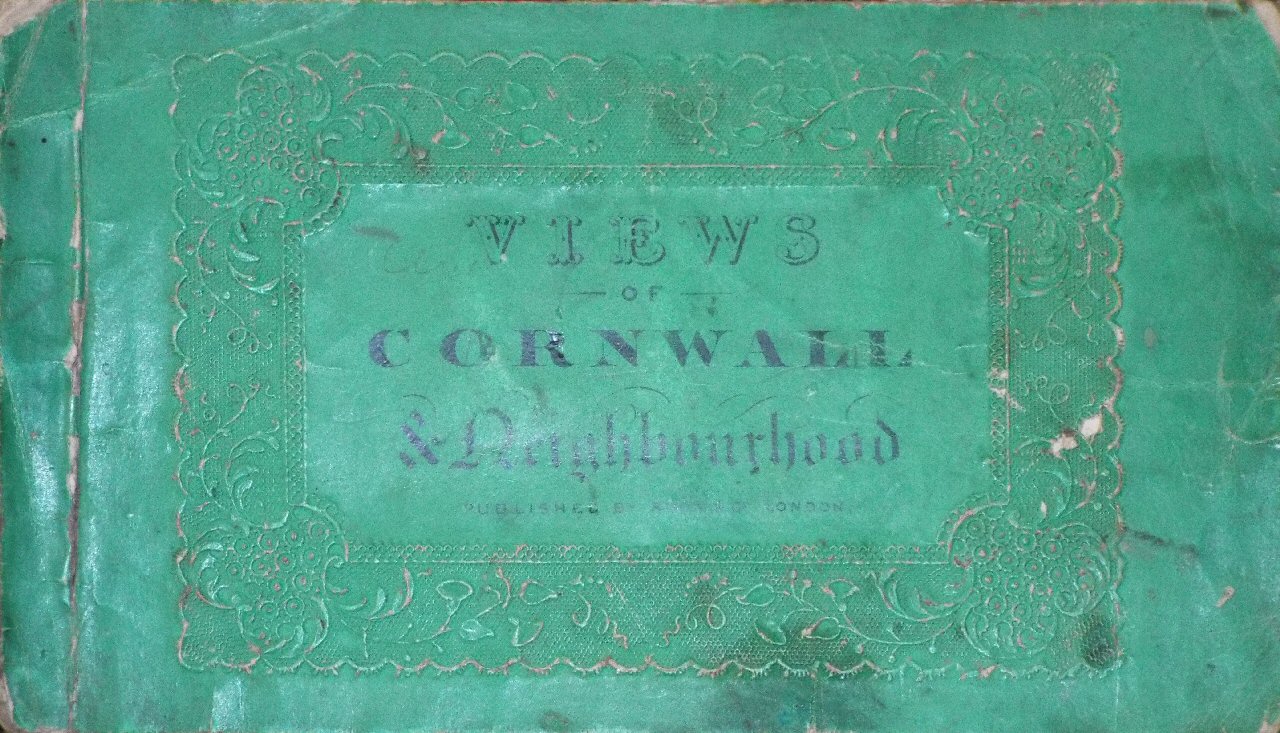 VIEWS
OF
CORNWALL
& Neighbourhood
PUBLISHED BY LONDON